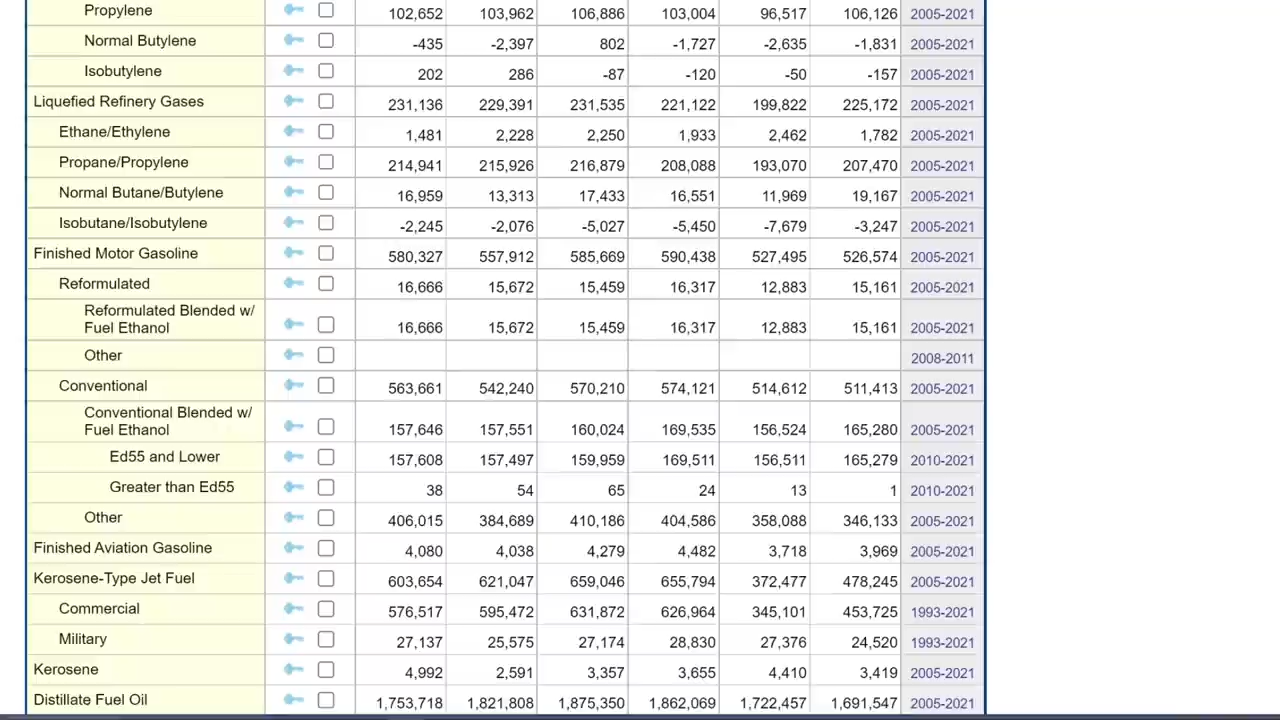 Propylene 102,652 103,962 106,886 103,004 96,517 106,126 2005-2021
Normal Butylene -435 -2,397 802 -1,727 -2,635 -1,831 2005-2021
Isobutylene 202 286 -87 -120 -50 -157 2005-2021
Liquefied Refinery Gases 231,136 229,391 231,535 221,122 199,822 225,172 2005-2021
Ethane/Ethylene 1,481 2,228 2,250 1,933 2,462 1,782 2005-2021
Propane/Propylene 214,941 215,926 216,879 208,088 193,070 207,470 2005-2021
Normal Butane/Butylene 16,959 13,313 17,433 16,551 11,969 19,167 2005-2021
Isobutane/Isobutylene -2,245 -2,076 -5,027 -5,450 -7,679 -3,247 2005-2021
Finished Motor Gasoline 580,327 557,912 585,669 590,438 527,495 526,574 2005-2021
Reformulated 16,666 15,672 15,459 16,317 12,883 15,161 2005-2021
Reformulated Blended w/
Fuel Ethanol 16,666 15,672 15,459 16,317 12,883 15,161 2005-2021
Other 2008-2011
Conventional 563,661 542,240 570,210 574,121 514,612 511,413 2005-2021
Conventional Blended w/
Fuel Ethanol 157,646 157,551 160,024 169,535 156,524 165,280 2005-2021
Ed55 and Lower 157,608 157,497 159,959 169,511 156,511 165,279 2010-2021
Greater than Ed55 38 54 65 24 13 1 2010-2021
Other 406,015 384,689 410,186 404,586 358,088 346,133 2005-2021
Finished Aviation Gasoline 4,080 4,038 4,279 4,482 3,718 3,969 2005-2021
Kerosene-Type Jet Fuel 603,654 621,047 659,046 655,794 372,477 478,245 2005-2021
Commercial 576,517 595,472 631,872 626,964 345,101 453,725 1993-2021
Military 27,137 25,575 27,174 28,830 27,376 24,520 1993-2021
Kerosene 4,992 2,591 3,357 3,655 4,410 3,419 2005-2021
Distillate Fuel Oil 1,753,718 1,821,808 1,875,350 1,862,069 1,722,457 1,691,547 2005-2021